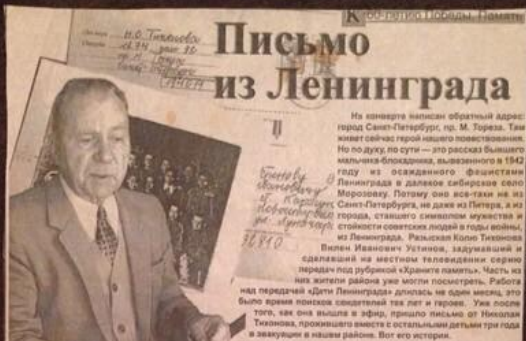 К 60-летию Победы. Память
Письмо
из Ленинграда
Н.О. Тихонова
На конверте написан обратный адрес:
город Санкт-Петербург, пр. М. Тореза. Там
живет сейчас герой нашего повествования.
Но по духу, по сути — это рассказ бывшего
мальчика-блокадника, вывезенного в 1942
году из осажденного фашистами
Ленинграда в далекое сибирское село
Морозовку. Потому оно все-таки не из
Санкт-Петербурга, не даже из Питера, а из
города, ставшего символом мужества и
стойкости советских людей в годы войны,
из Ленинграда. Разыскал Колю Тихонова
Вилен Иванович Устинов, задумавший и
сделавший на местном телевидении серию
передач под рубрикой «Храните память». Часть из
них жители района уже могли посмотреть. Работа
над передачей «Дети Ленинграда» длилась не один месяц, это
было время поисков свидетелей тех лет и героев. Уже после
того, как она вышла в эфир, пришло письмо от Николая
Тихонова, прожившего вместе с остальными детьми три года
в эвакуации в нашем районе. Вот его история.